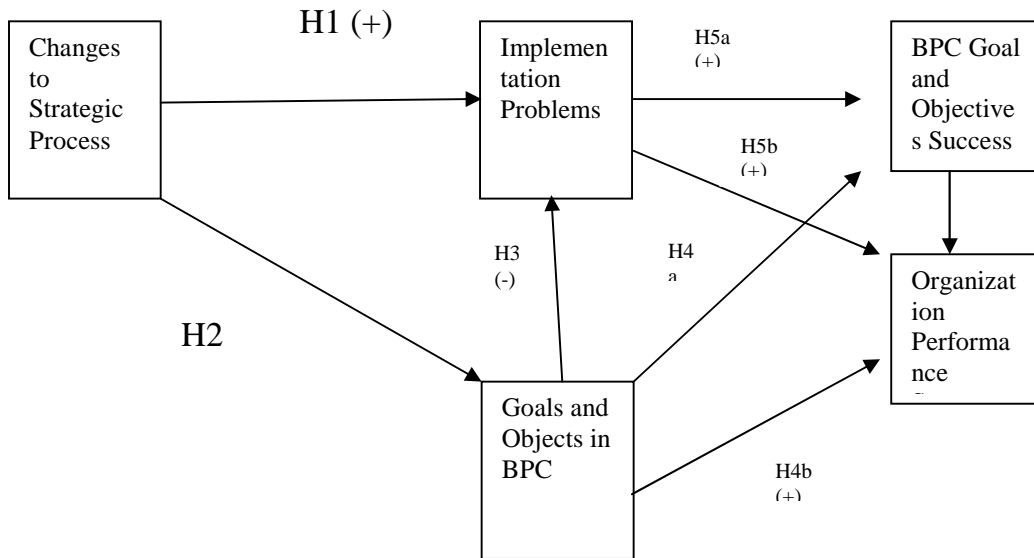 H1 (+)
Changes
to
Strategic
Process
Implemen
tation
Problems
H5a
(+)
BPC Goal
and
Objective
s Success
H5b
(+)
H3
(-)
H4
a
Organizat
ion
Performa
nce
H2
Goals and
Objects in
BPC
H4b
(+)